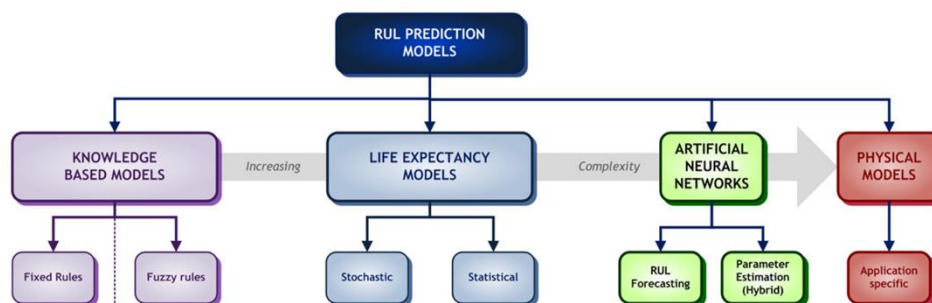 RUL PREDICTION
MODELS
KNOWLEDGE
BASED MODELS
Increasing
LIFE EXPECTANCY
MODELS
Complexity
ARTIFICIAL
NEURAL
NETWORKS
PHYSICAL
MODELS
Fixed Rules
Fuzzy rules
Stochastic
Statistical
RUL
Forecasting
Parameter
Estimation
(Hybrid)
Application
specific